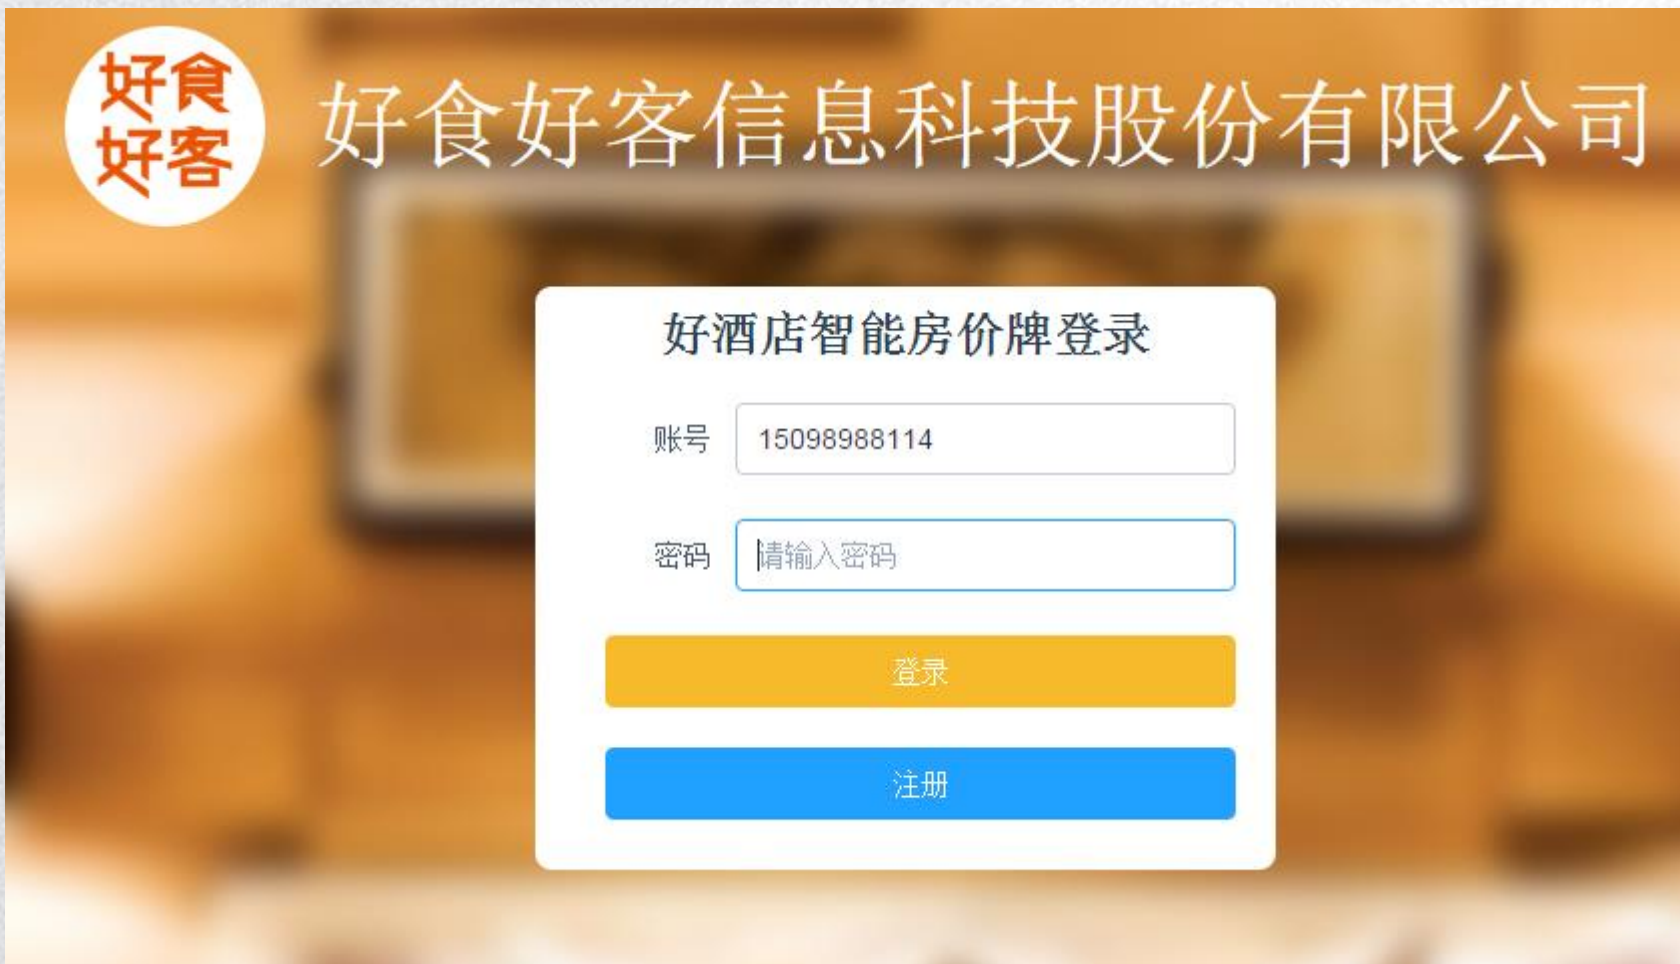 好食
好客
好食好客信息科技股份有限公司
好酒店智能房价牌登录
账号 15098988114
密码 请输入密码
登录
注册